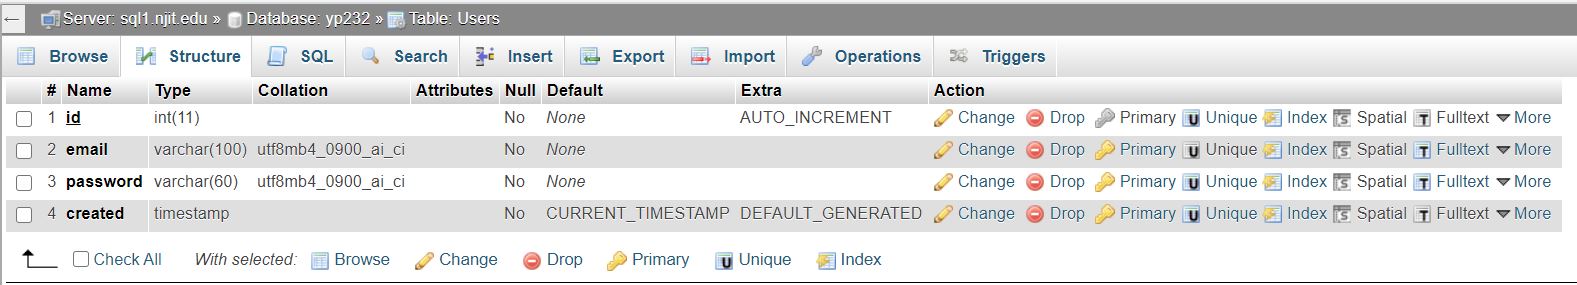 Server: sql1.njit.edu » Database: yp232 » Table: Users
Browse Structure SQL Search Insert Export Import Operations Triggers
# Name Type Collation Attributes Null Default Extra Action
1 id int(11) No None AUTO_INCREMENT Change Drop Primary Unique Index Spatial Fulltext More
2 email varchar(100) utf8mb4_0900_ai_ci No None Change Drop Primary Unique Index Spatial Fulltext More
3 password varchar(60) utf8mb4_0900_ai_ci No None Change Drop Primary Unique Index Spatial Fulltext More
4 created timestamp No CURRENT_TIMESTAMP DEFAULT_GENERATED Change Drop Primary Unique Index Spatial Fulltext More
Check All With selected: Browse Change Drop Primary Unique Index